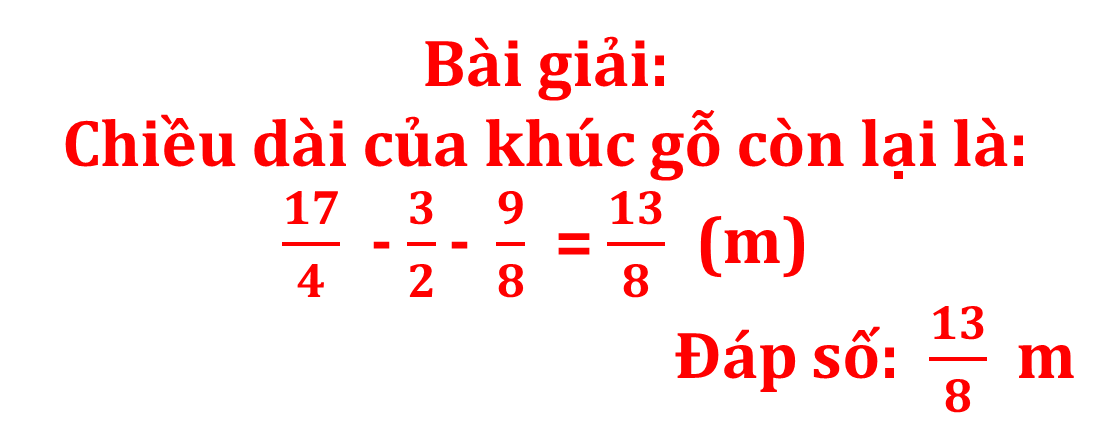 Bài giải:
Chiều dài của khúc gỗ còn lại là:
17/4 - 3/2 - 9/8 = 13/8 (m)
Đáp số: 13/8 m